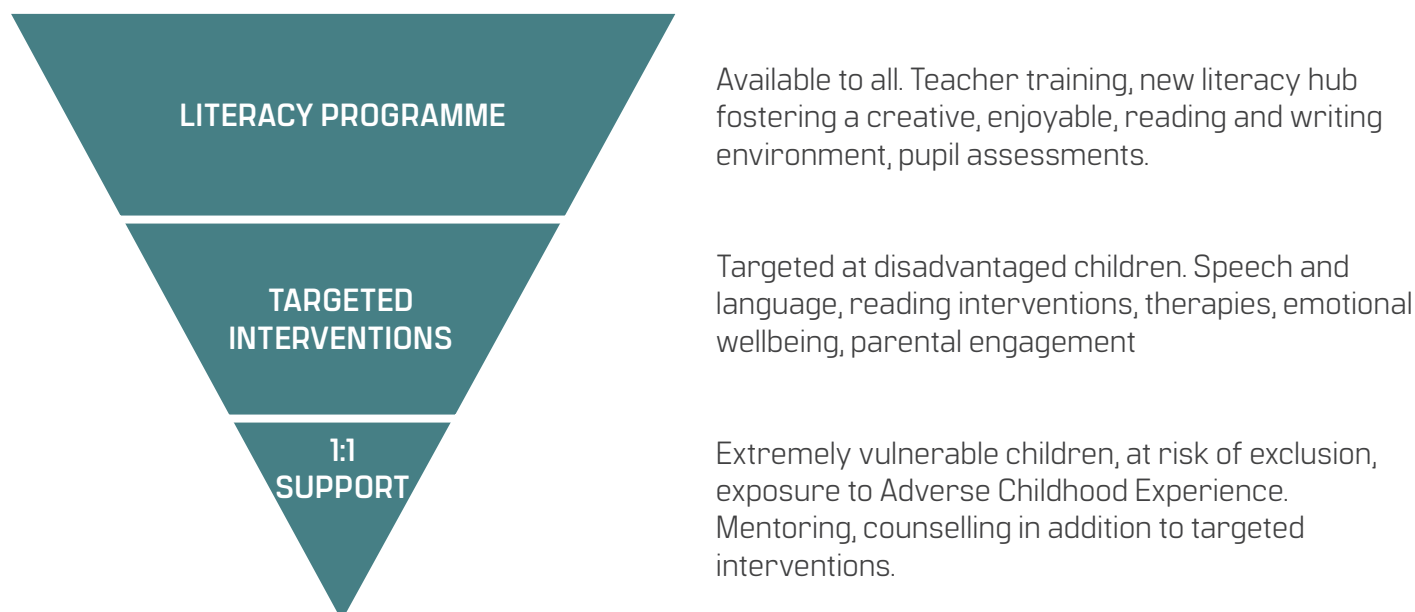 LITERACY PROGRAMME
Available to all. Teacher training, new literacy hub
fostering a creative, enjoyable, reading and writing
environment, pupil assessments.
TARGETED
INTERVENTIONS
Targeted at disadvantaged children. Speech and
language, reading interventions, therapies, emotional
wellbeing, parental engagement
1:1
SUPPORT
Extremely vulnerable children, at risk of exclusion,
exposure to Adverse Childhood Experience.
Mentoring, counselling in addition to targeted
interventions.